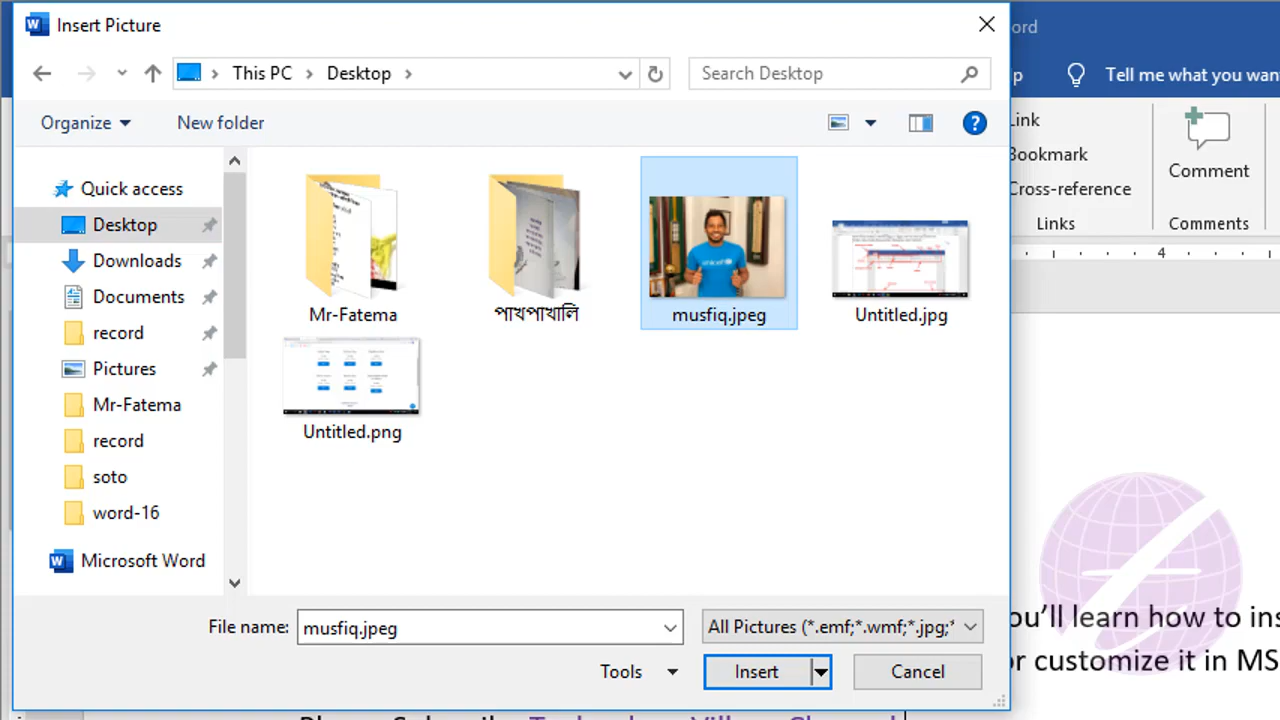 Insert Picture
ord
This PC > Desktop >
Search Desktop
Tell me what you wan
Organize
New folder
Link
Bookmark
Cross-reference
Links
Comment
Comments
4
Quick access
Desktop
Downloads
Documents
record
Pictures
Mr-Fatema
record
soto
word-16
Microsoft Word
Mr-Fatema
পাখপাখালি
musfiq.jpeg
Untitled.jpg
Untitled.png
unicef
File name:
musfiq.jpeg
All Pictures (*.emf;*.wmf;*.jpg;*
Tools
Insert
Cancel
ou'll learn how to ins
or customize it in MS